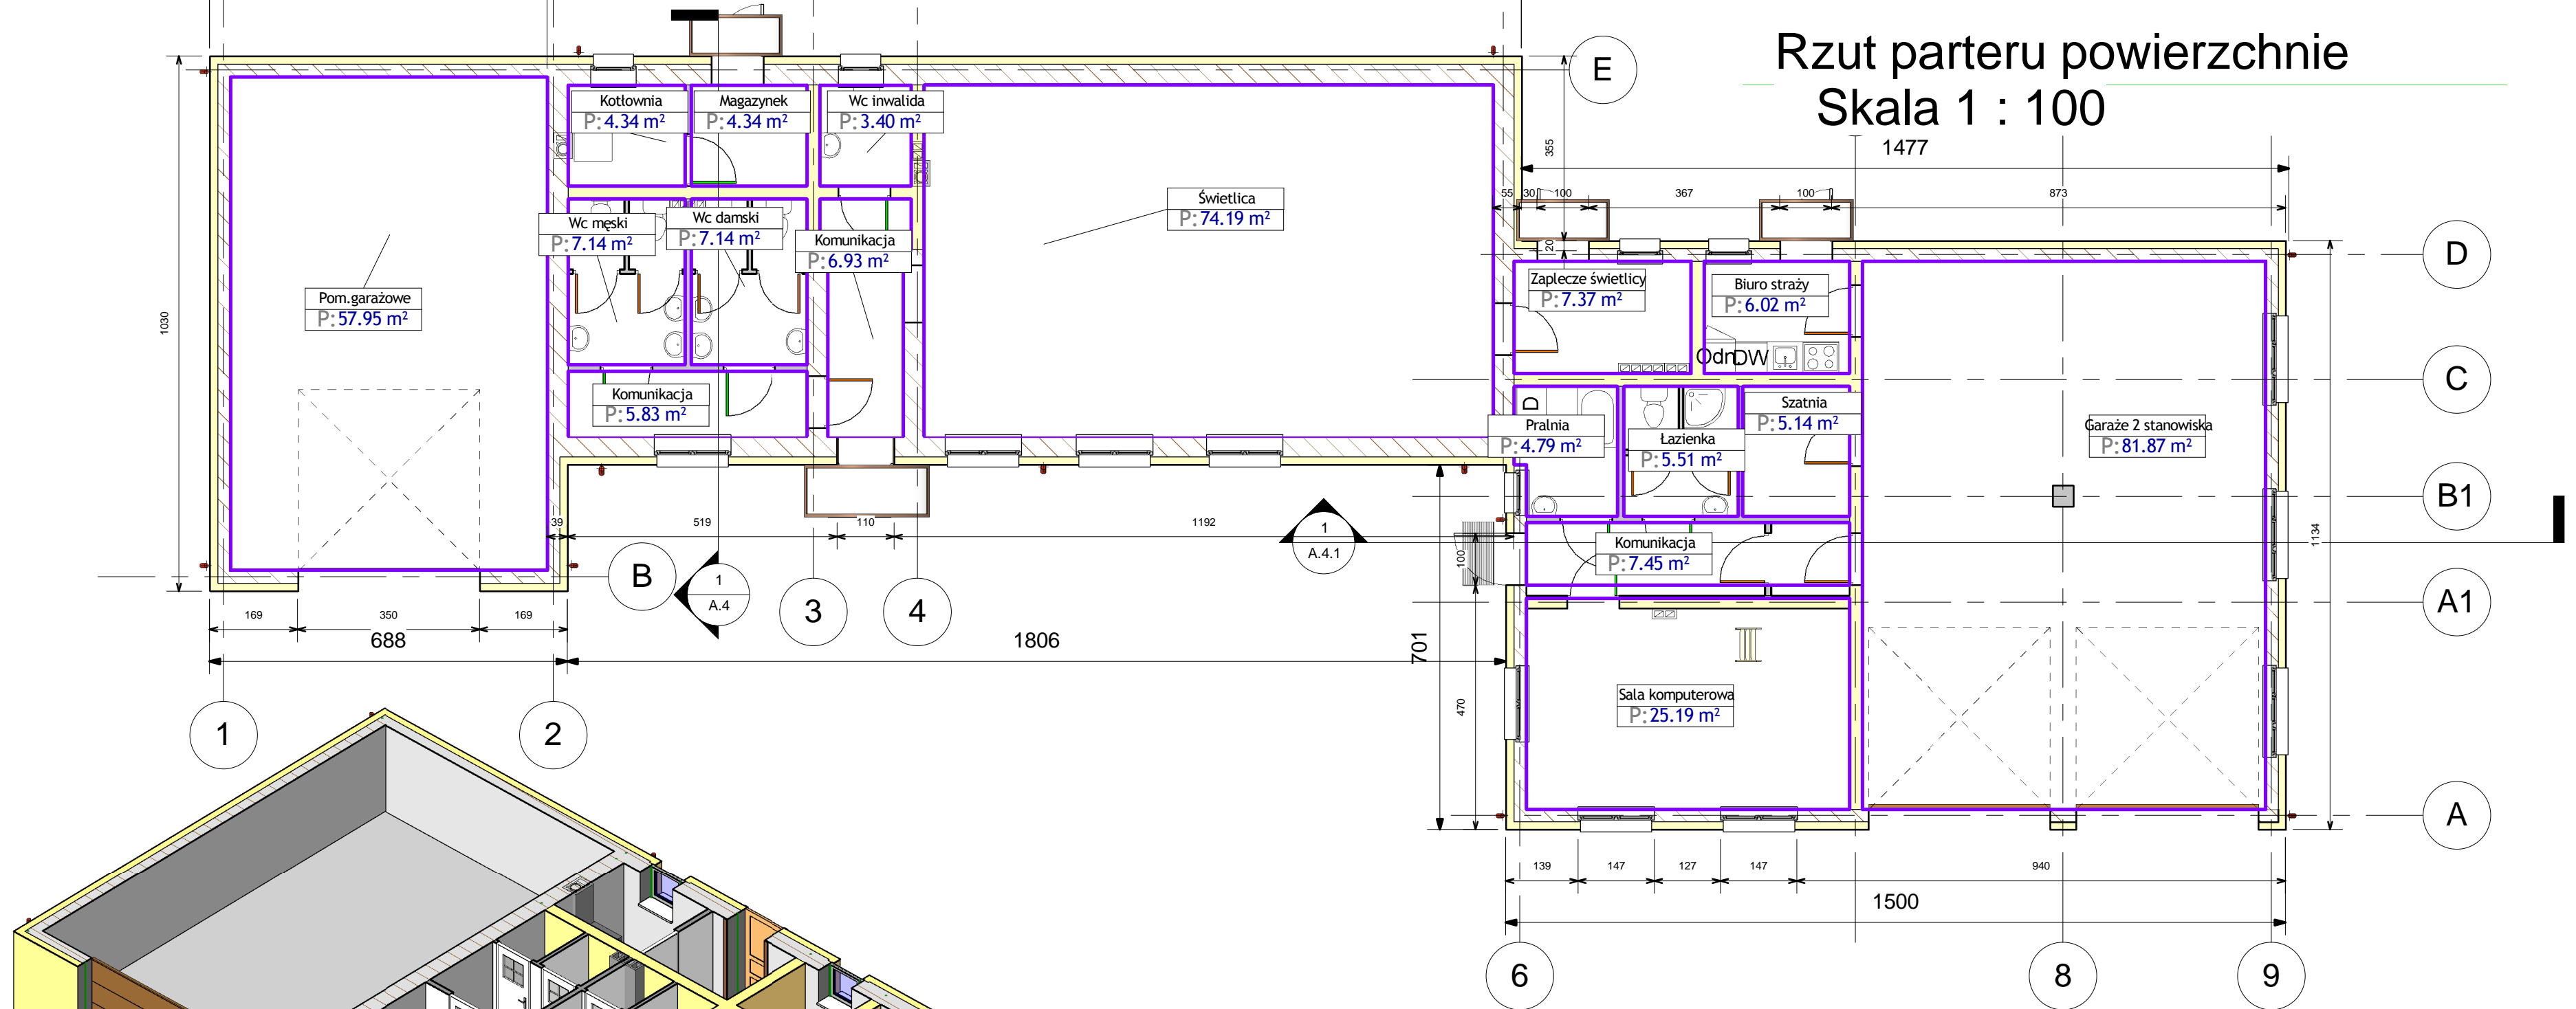 Rzut parteru powierzchnie
Skala 1 : 100
E
1477
355
55
30
100
367
100
873
20
Kotłownia
P: 4.34 m²
Magazynek
P: 4.34 m²
Wc inwalida
P: 3.40 m²
Świetlica
P: 74.19 m²
Wc męski
P: 7.14 m²
Wc damski
P: 7.14 m²
Komunikacja
P: 6.93 m²
D
Zaplecze świetlicy
P: 7.37 m²
Biuro straży
P: 6.02 m²
Pom.garażowe
P: 57.95 m²
1030
Odn.
DW
C
Komunikacja
P: 5.83 m²
D
Pralnia
P: 4.79 m²
Łazienka
P: 5.51 m²
Szatnia
P: 5.14 m²
Garaże 2 stanowiska
P: 81.87 m²
B1
39
519
110
1192
1
A.4.1
100
Komunikacja
P: 7.45 m²
1134
B
1
A.4
3
4
A1
169
350
169
688
1806
701
470
Sala komputerowa
P: 25.19 m²
1
2
A
139
147
127
147
940
1500
6
8
9